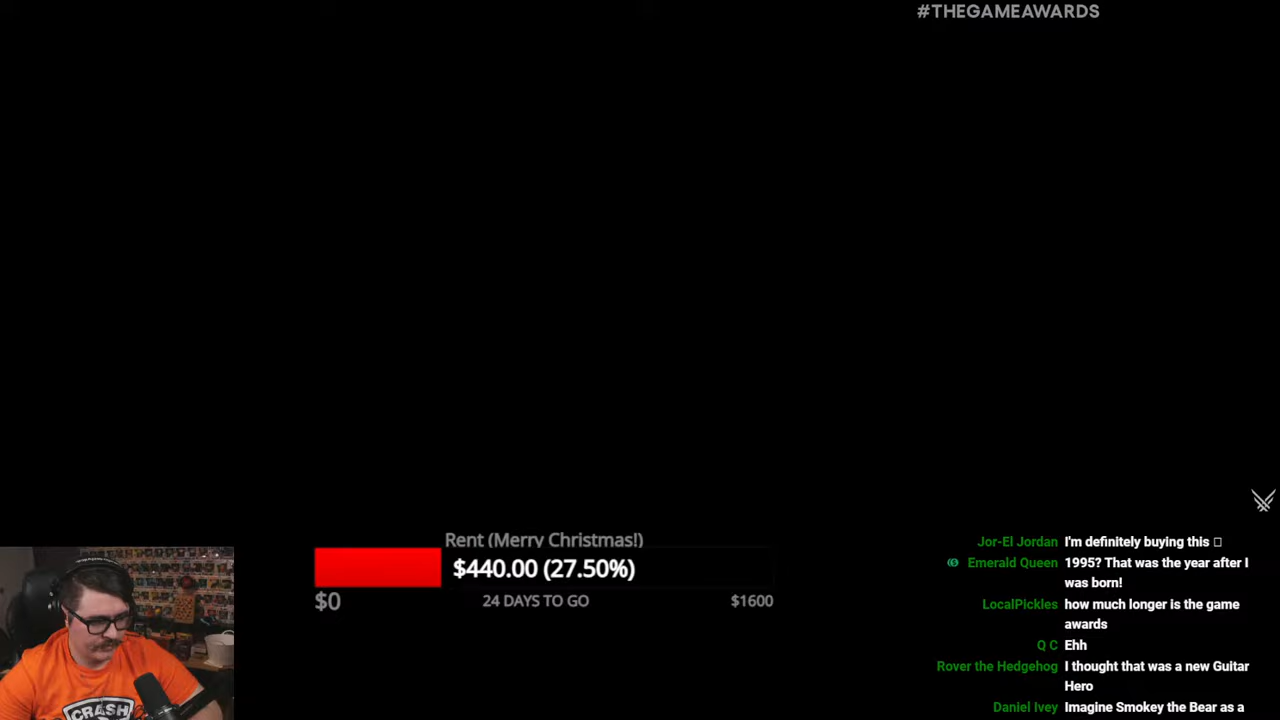 #THEGAMEAWARDS
Rent (Merry Christmas!)
$440.00 (27.50%)
$0
24 DAYS TO GO
$1600
Jor-El Jordan I'm definitely buying this
Emerald Queen 1995? That was the year after I
was born!
LocalPickles how much longer is the game
awards
Q C Ehh
Rover the Hedgehog I thought that was a new Guitar
Hero
Daniel Ivey Imagine Smokey the Bear as a
CRASH